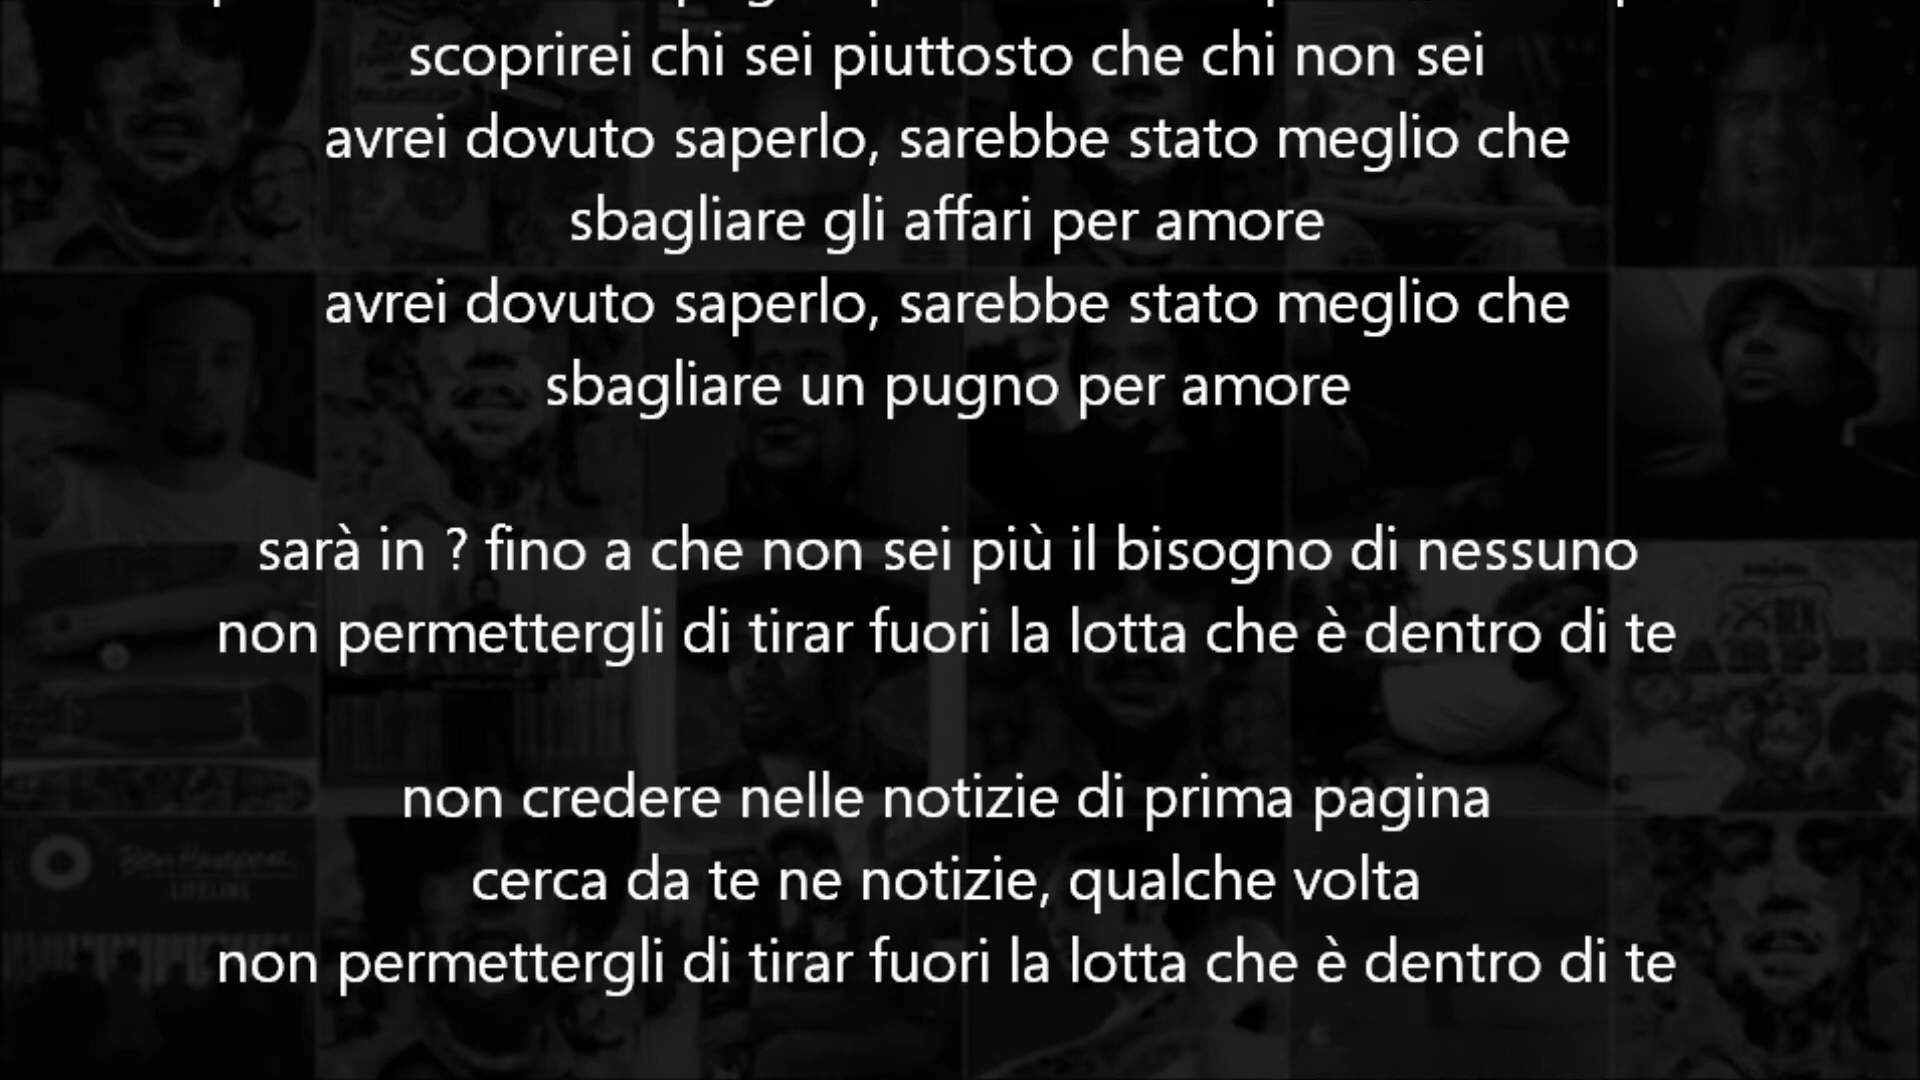 scoprirei chi sei piuttosto che chi non sei
avrei dovuto saperlo, sarebbe stato meglio che
sbagliare gli affari per amore
avrei dovuto saperlo, sarebbe stato meglio che
sbagliare un pugno per amore
sarà in ? fino a che non sei più il bisogno di nessuno
non permettergli di tirar fuori la lotta che è dentro di te
non credere nelle notizie di prima pagina
cerca da te ne notizie, qualche volta
non permettergli di tirar fuori la lotta che è dentro di te
BEN
Ben Harper
LIFELINE